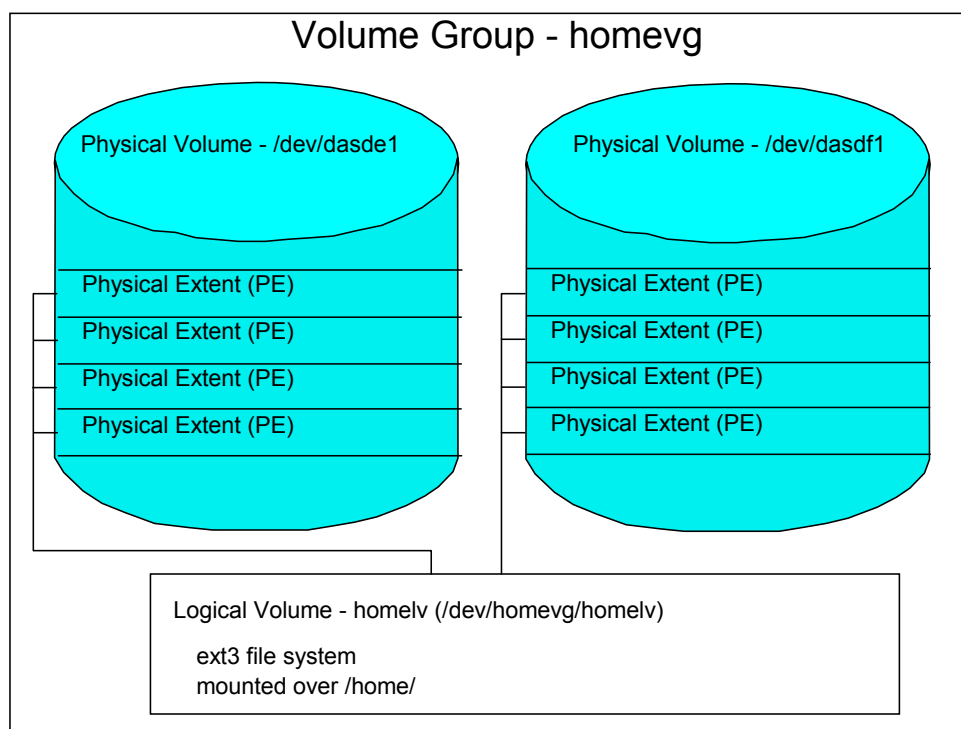 Volume Group - homevg
Physical Volume - /dev/dasde1
Physical Extent (PE)
Physical Extent (PE)
Physical Extent (PE)
Physical Extent (PE)
Physical Volume - /dev/dasdf1
Physical Extent (PE)
Physical Extent (PE)
Physical Extent (PE)
Physical Extent (PE)
Logical Volume - homelv (/dev/homevg/homelv)
ext3 file system
mounted over /home/